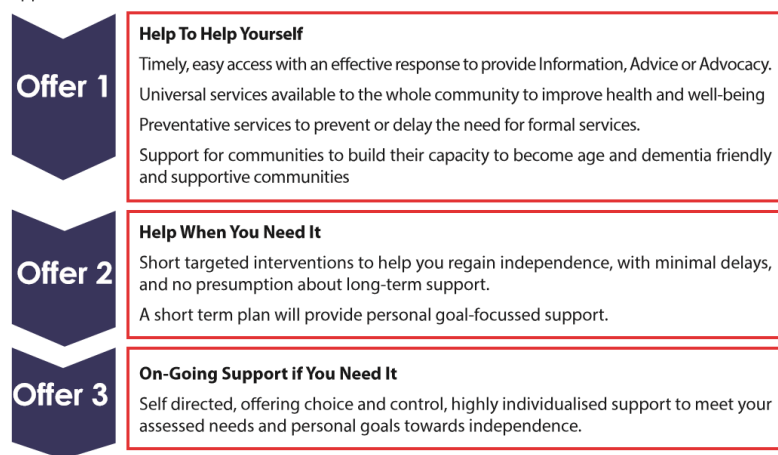 Offer 1
Help To Help Yourself
Timely, easy access with an effective response to provide Information, Advice or Advocacy.
Universal services available to the whole community to improve health and well-being
Preventative services to prevent or delay the need for formal services.
Support for communities to build their capacity to become age and dementia friendly
and supportive communities
Offer 2
Help When You Need It
Short targeted interventions to help you regain independence, with minimal delays,
and no presumption about long-term support.
A short term plan will provide personal goal-focussed support.
Offer 3
On-Going Support if You Need It
Self directed, offering choice and control, highly individualised support to meet your
assessed needs and personal goals towards independence.